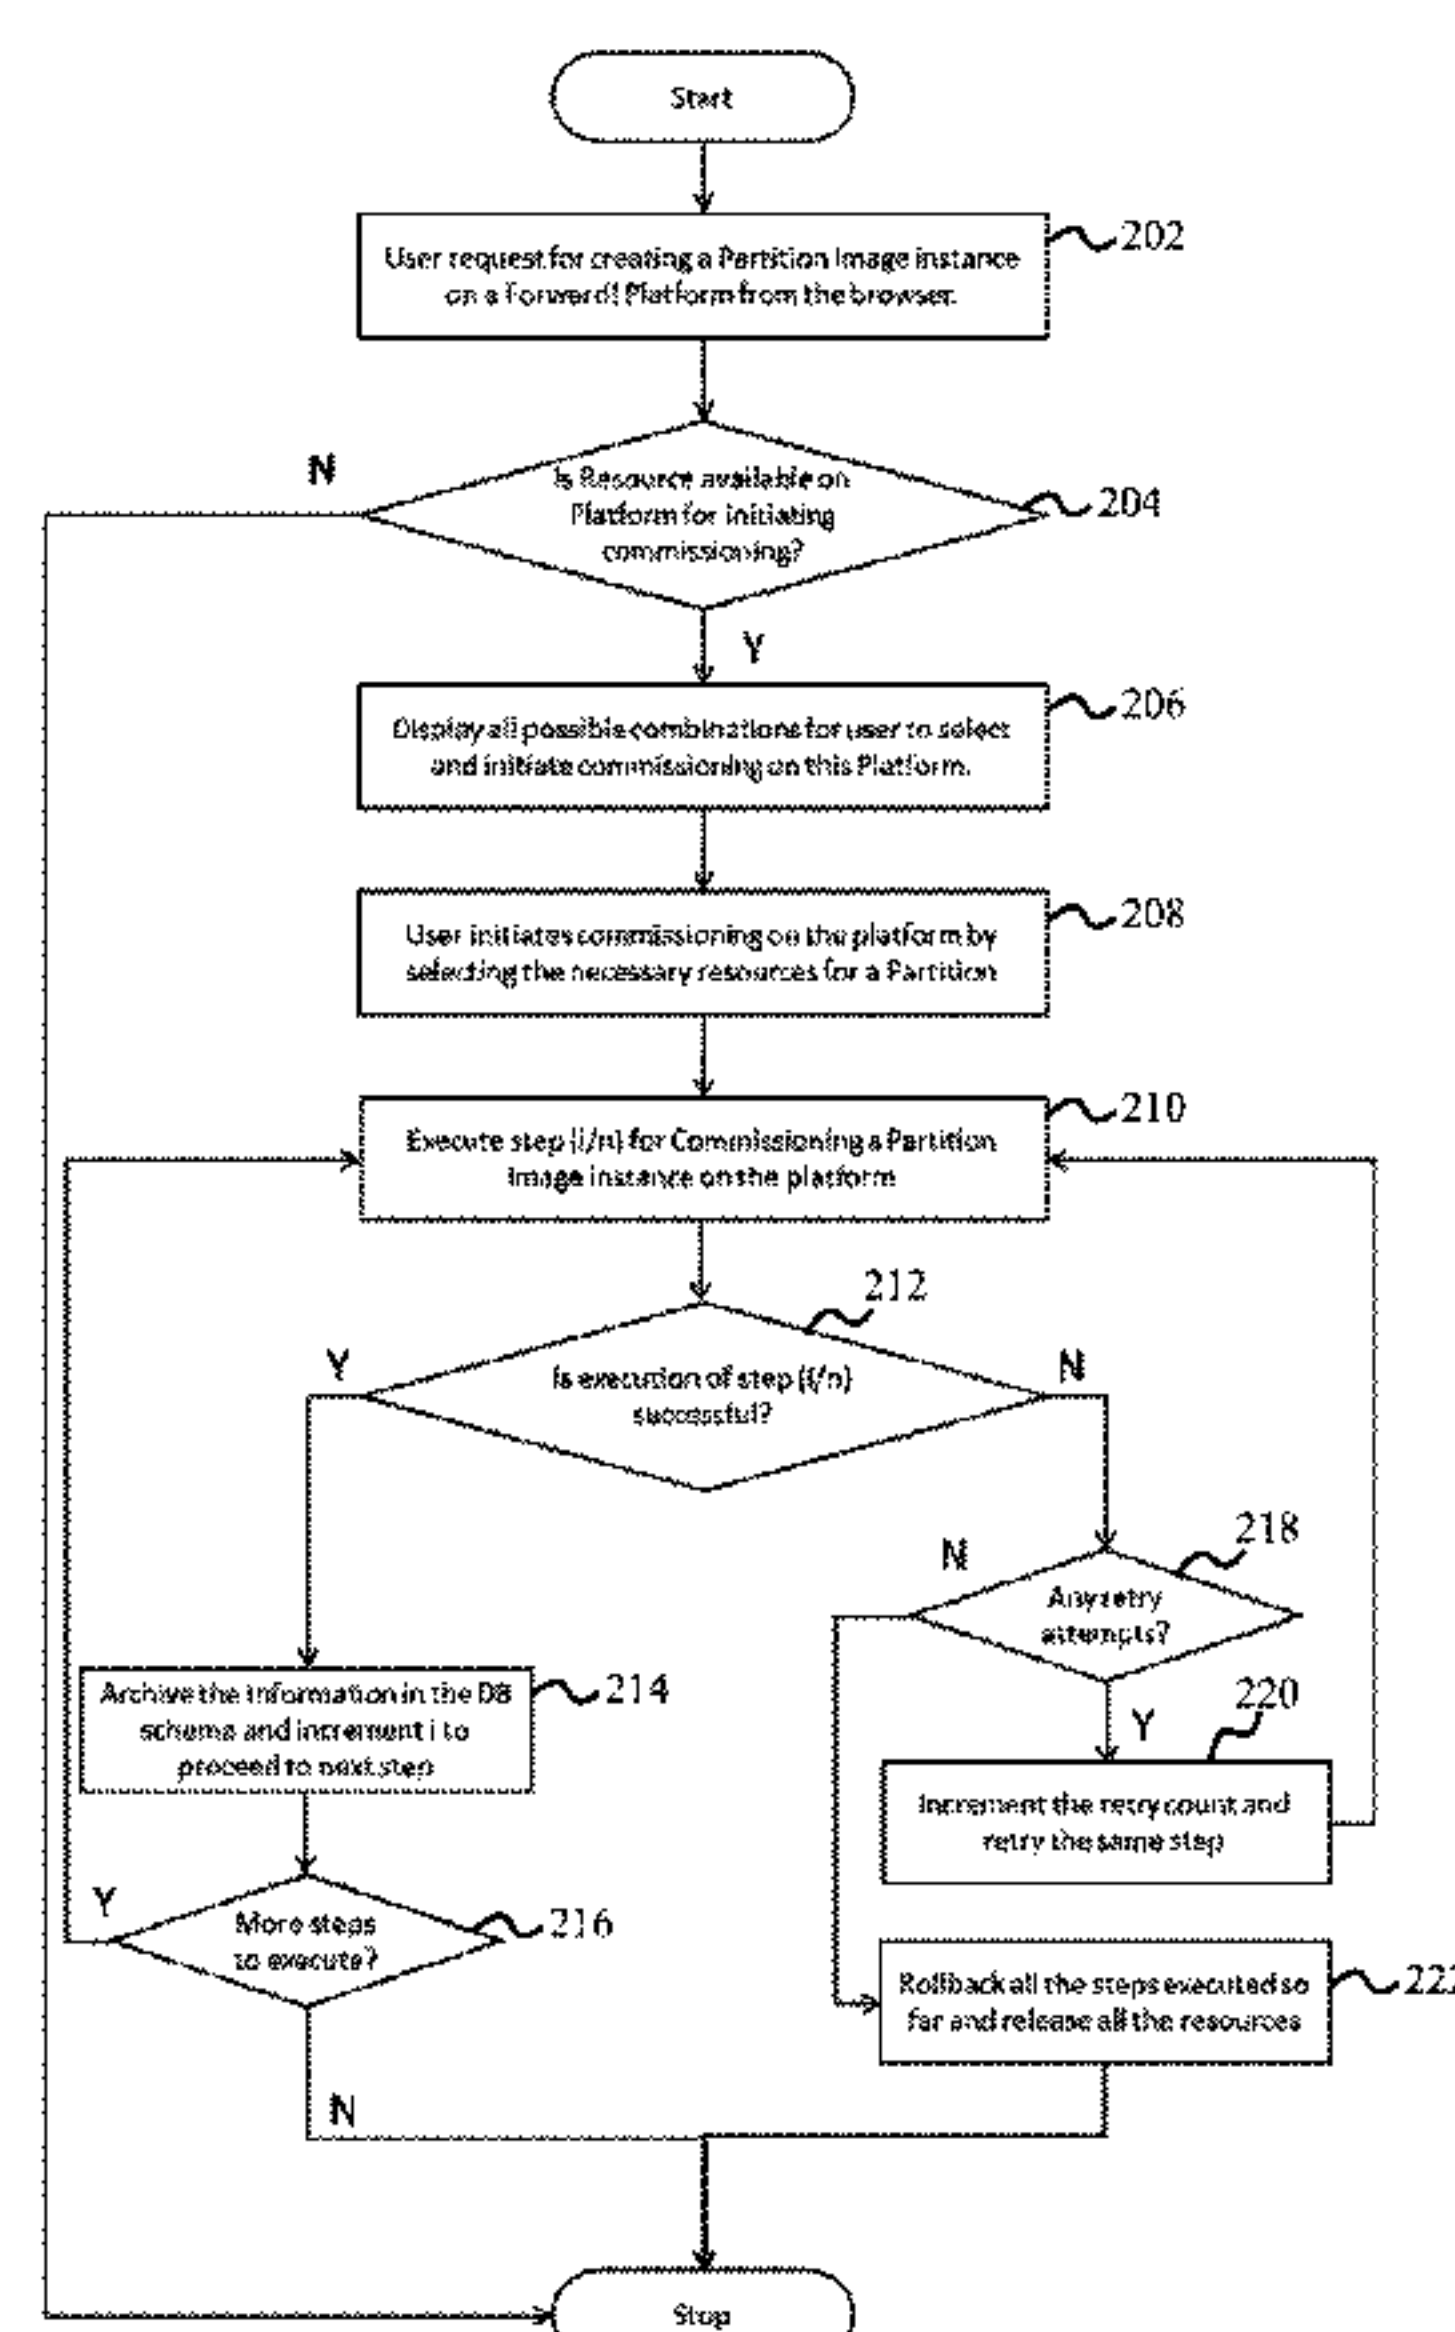 Start
User request for creating a Partition Image instance
on a Forward! Platform from the browser.
202
N
Is Resource available on
Platform for initiating
commissioning?
204
Y
Display all possible combinations for user to select
and initiate commissioning on this Platform.
206
User initiates commissioning on the platform by
selecting the necessary resources for a Partition
208
Execute step (i/n) for Commissioning a Partition
Image instance on the platform
210
212
Y
Is execution of step (i/n)
successful?
N
218
N
Any retry
attempts?
Archive the information in the DB
schema and increment i to
proceed to next step
214
220
Y
Increment the retry count and
retry the same step
Y
More steps
to execute?
216
Rollback all the steps executed so
far and release all the resources
222
N
Stop